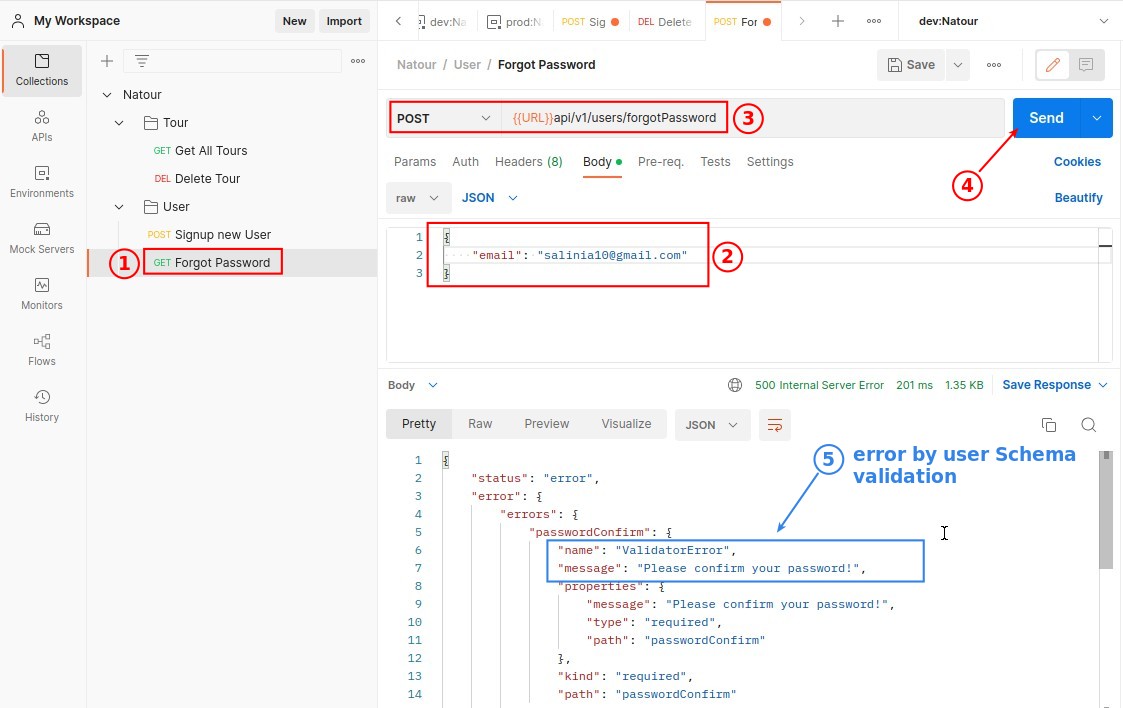 My Workspace
New
Import
dev:Na
prod:N
POST Sig
DEL Delete
POST For
dev:Natour
Collections
APIs
Environments
Mock Servers
Monitors
Flows
History
Natour
Tour
GET Get All Tours
DEL Delete Tour
User
POST Signup new User
1 GET Forgot Password
Natour / User / Forgot Password
Save
POST {{URL}}api/v1/users/forgotPassword 3
Send
4
Params Auth Headers (8) Body Pre-req. Tests Settings
Cookies
raw JSON
Beautify
1 {
2 "email": "salinia10@gmail.com"
3 }
2
Body
500 Internal Server Error 201 ms 1.35 KB Save Response
Pretty Raw Preview Visualize JSON
5 error by user Schema
validation
1 {
2 "status": "error",
3 "error": {
4 "errors": {
5 "passwordConfirm": {
6 "name": "ValidatorError",
7 "message": "Please confirm your password!",
8 "properties": {
9 "message": "Please confirm your password!",
10 "type": "required",
11 "path": "passwordConfirm"
12 },
13 "kind": "required",
14 "path": "passwordConfirm"